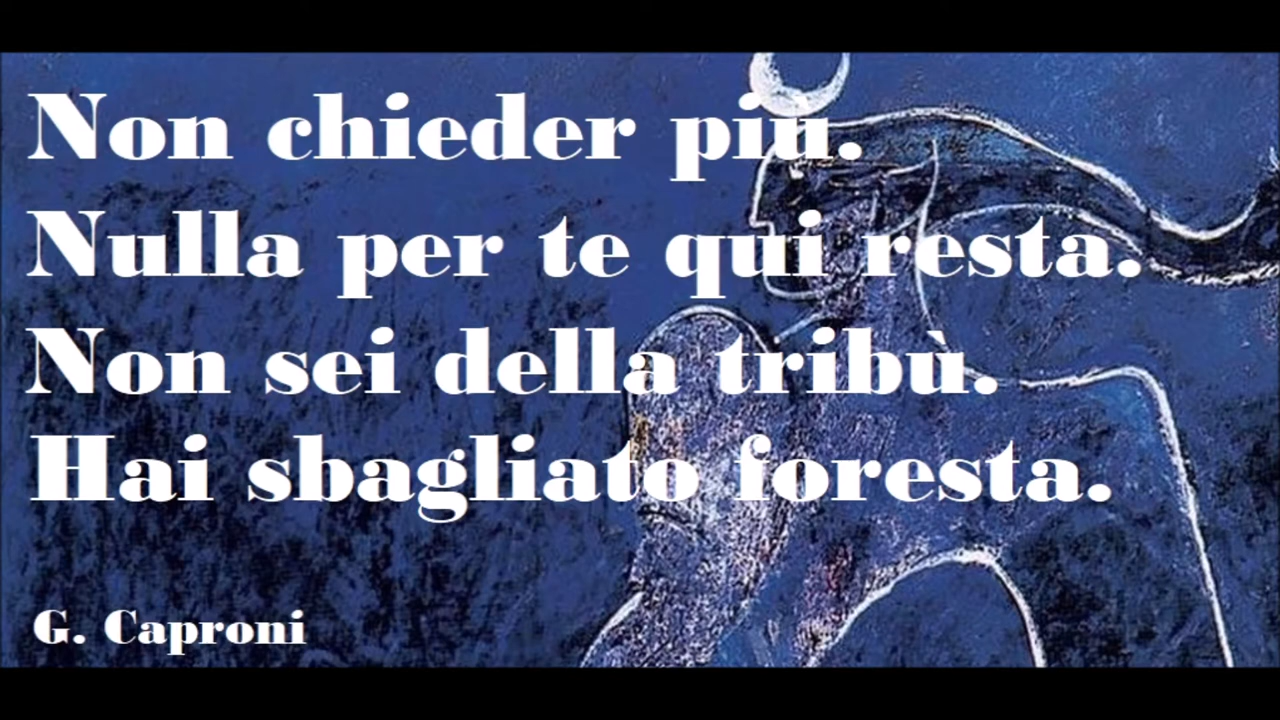 Non chieder più.
Nulla per te qui resta.
Non sei della tribù.
Hai sbagliato foresta.
G. Caproni